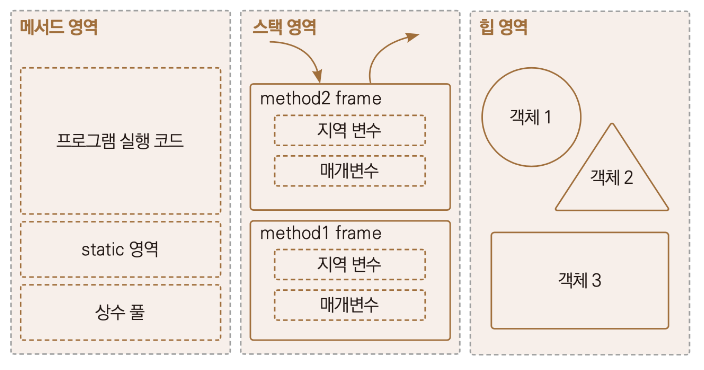 메서드 영역
프로그램 실행 코드
static 영역
상수 풀
스택 영역
method2 frame
지역 변수
매개변수
method1 frame
지역 변수
매개변수
힙 영역
객체 1
객체 2
객체 3